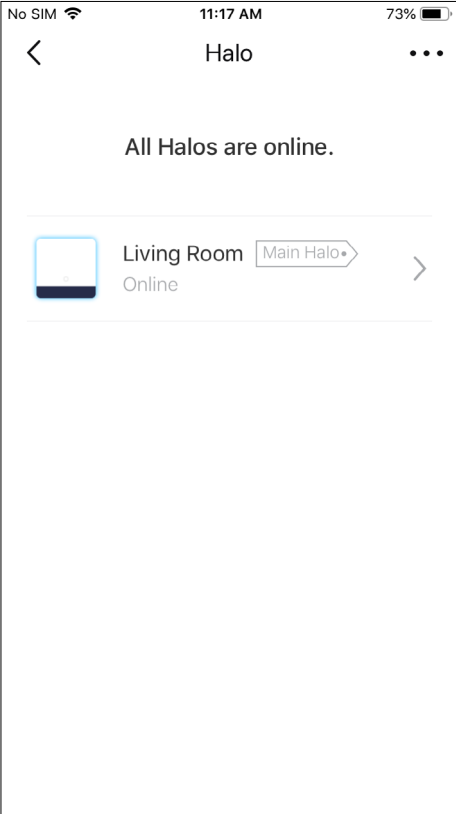 No SIM 11:17 AM 73%
Halo
All Halos are online.
Living Room Main Halo
Online